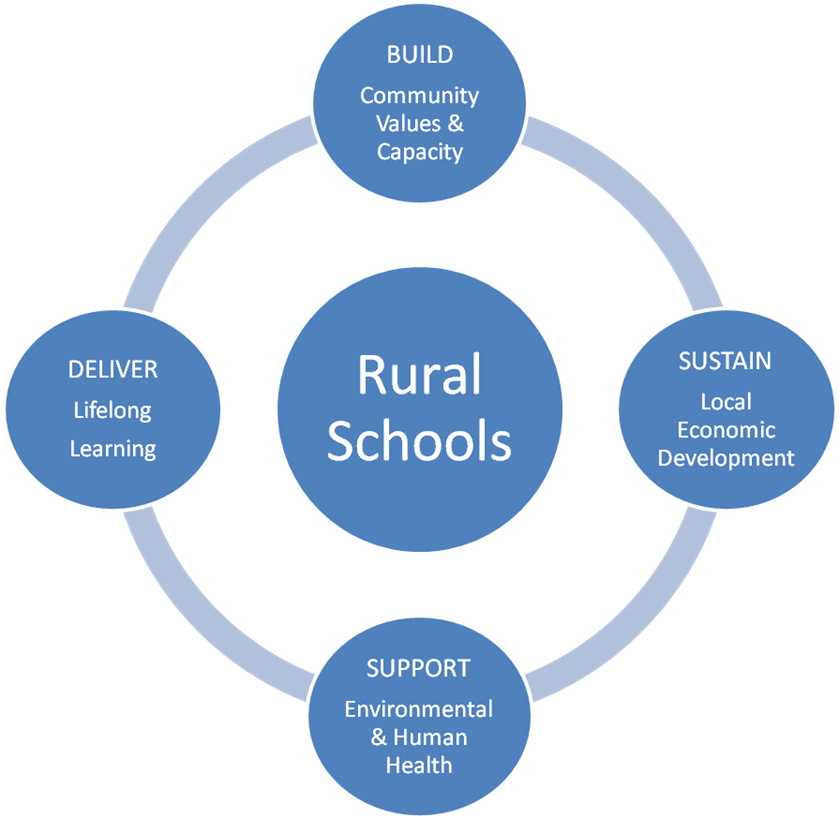 BUILD
Community
Values &
Capacity
DELIVER
Lifelong
Learning
Rural
Schools
SUSTAIN
Local
Economic
Development
SUPPORT
Environmental
& Human
Health